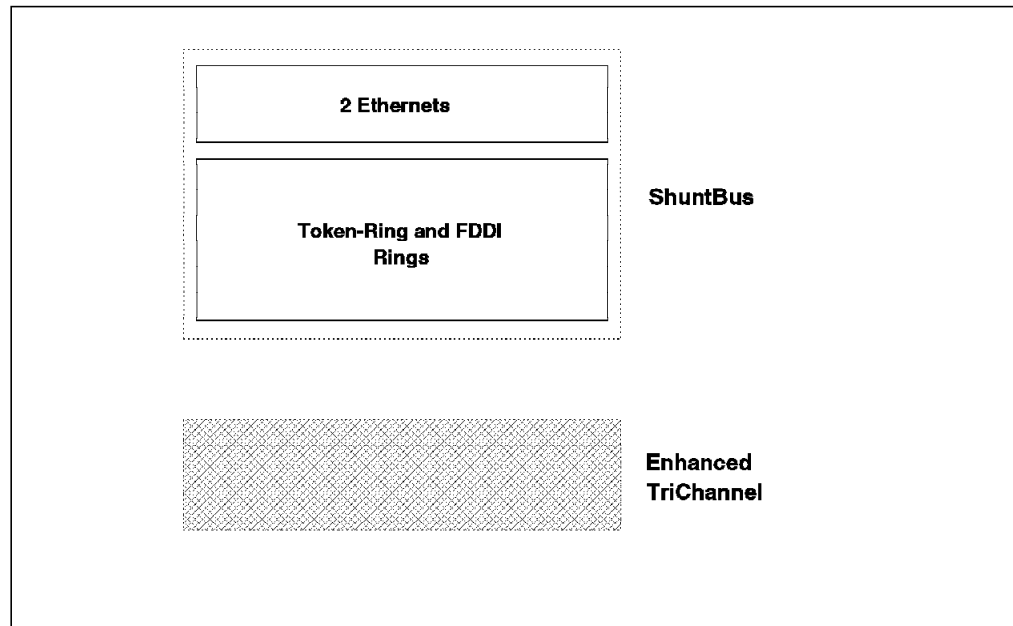 2 Ethernets
Token-Ring and FDDI
Rings
ShuntBus
Enhanced
TriChannel